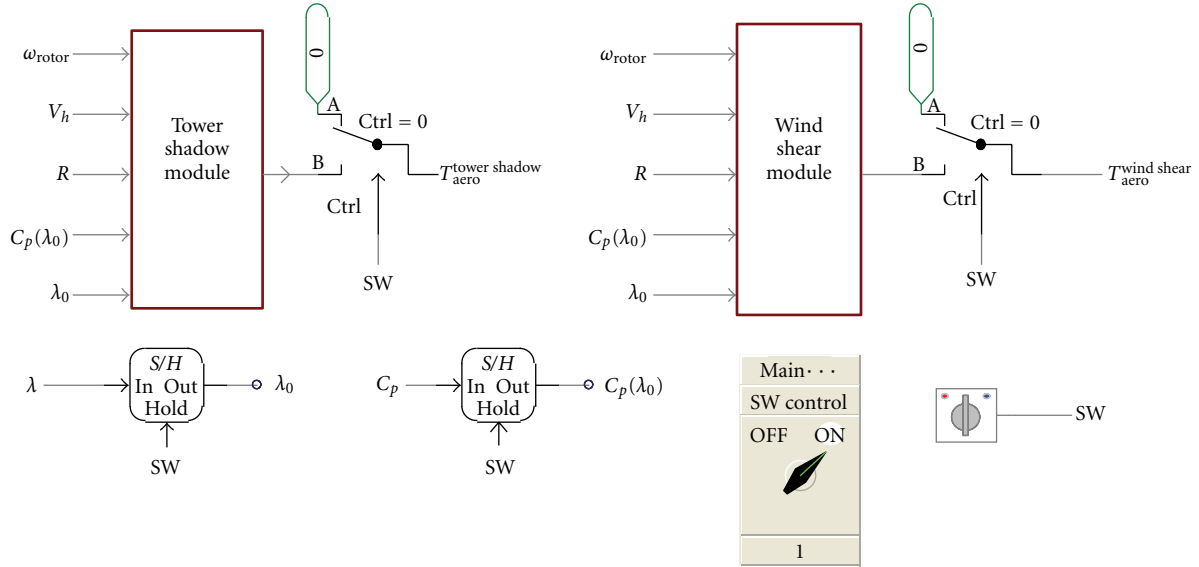 ω_rotor
V_h
R
C_p(λ_0)
λ_0
Tower
shadow
module
0
A
Ctrl = 0
B
Ctrl
SW
T_aero^tower shadow
ω_rotor
V_h
R
C_p(λ_0)
λ_0
Wind
shear
module
0
A
Ctrl = 0
B
Ctrl
SW
T_aero^wind shear
λ
S/H
In Out
Hold
λ_0
SW
C_p
S/H
In Out
Hold
C_p(λ_0)
SW
Main···
SW control
OFF ON
1
SW